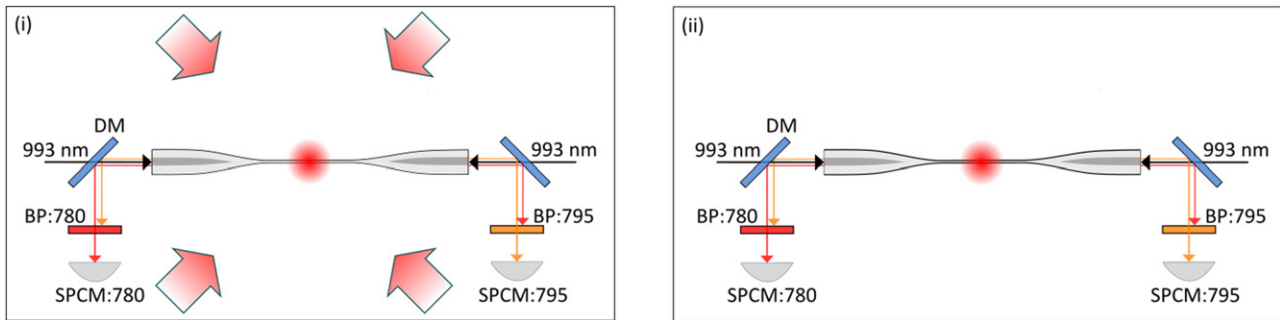 (i)
DM
993 nm
993 nm
BP:780
BP:795
SPCM:780
SPCM:795
(ii)
DM
993 nm
993 nm
BP:780
BP:795
SPCM:780
SPCM:795